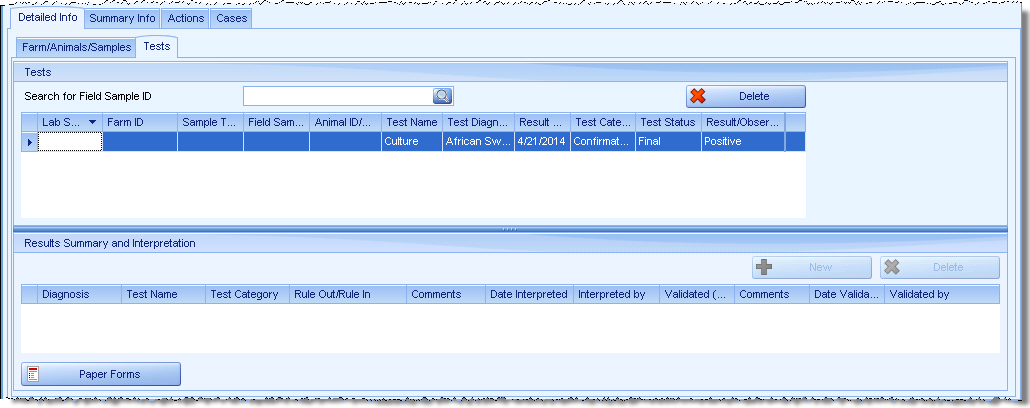 Detailed Info Summary Info Actions Cases
Farm/Animals/Samples Tests
Tests
Search for Field Sample ID Delete
Lab S... Farm ID Sample T... Field Sam... Animal ID/... Test Name Test Diagn... Result ... Test Cate... Test Status Result/Obser...
Culture African Sw... 4/21/2014 Confirmat... Final Positive
Results Summary and Interpretation
New Delete
Diagnosis Test Name Test Category Rule Out/Rule In Comments Date Interpreted Interpreted by Validated (... Comments Date Valida... Validated by
Paper Forms